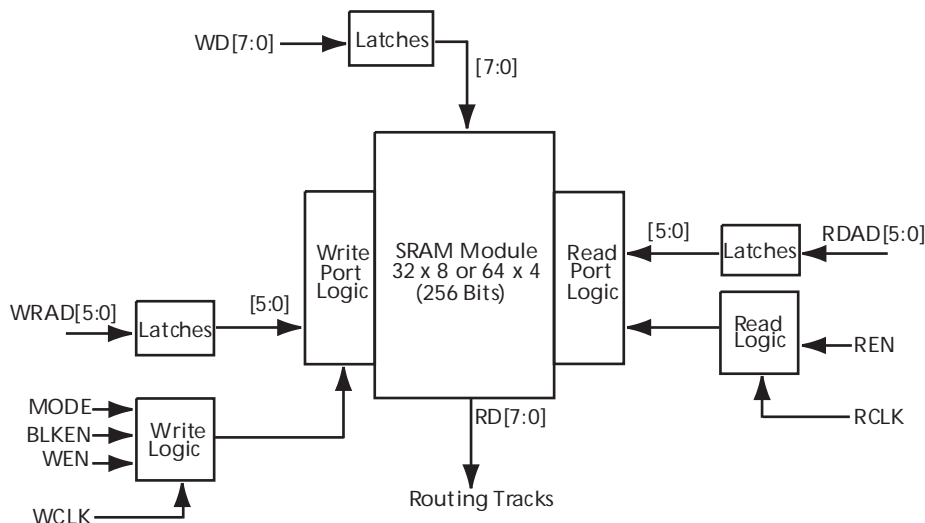 WD[7:0]
Latches
[7:0]
SRAM Module
32 x 8 or 64 x 4
(256 Bits)
Write
Port
Logic
Read
Port
Logic
[5:0]
Latches
RDAD[5:0]
WRAD[5:0]
Latches
[5:0]
Read
Logic
REN
RCLK
MODE
BLKEN
WEN
WCLK
Write
Logic
RD[7:0]
Routing Tracks